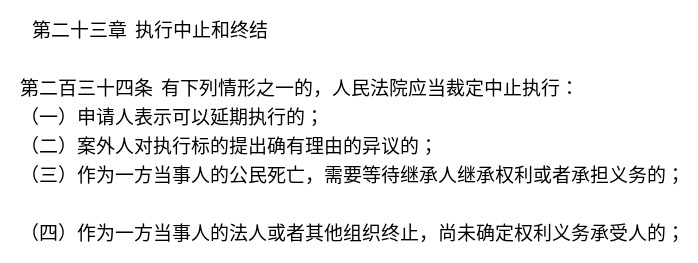 第二十三章 执行中止和终结
第二百三十四条 有下列情形之一的，人民法院应当裁定中止执行：
（一）申请人表示可以延期执行的；
（二）案外人对执行标的提出确有理由的异议的；
（三）作为一方当事人的公民死亡，需要等待继承人继承权利或者承担义务的；
（四）作为一方当事人的法人或者其他组织终止，尚未确定权利义务承受人的；